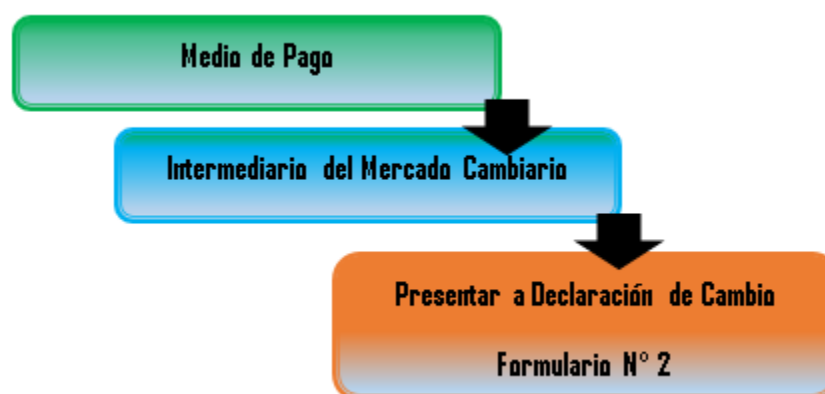 Medio de Pago
Intermediario del Mercado Cambiario
Presentar a Declaración de Cambio
Formulario N° 2